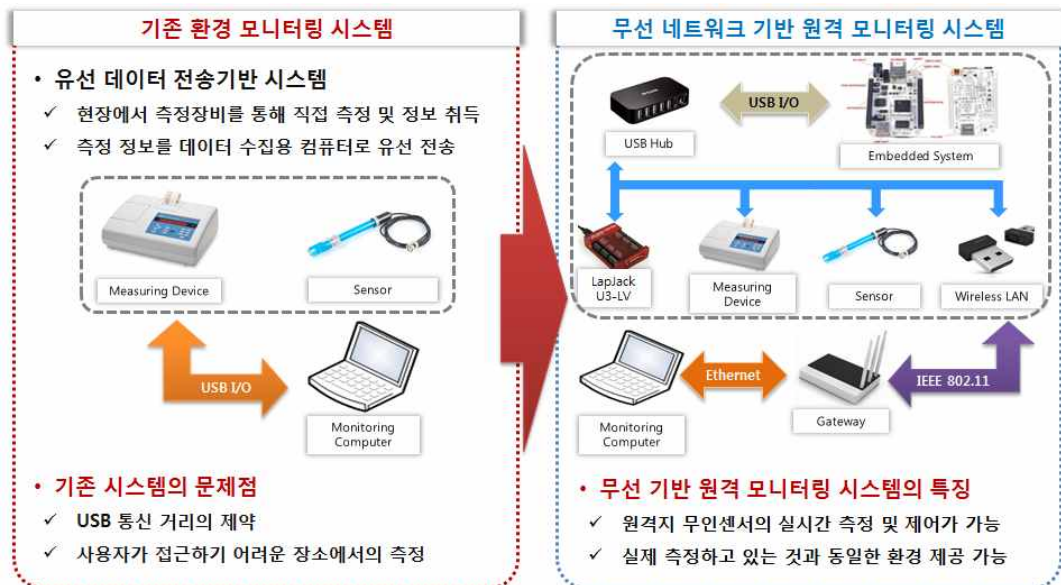 기존 환경 모니터링 시스템
• 유선 데이터 전송기반 시스템
✓ 현장에서 측정장비를 통해 직접 측정 및 정보 취득
✓ 측정 정보를 데이터 수집용 컴퓨터로 유선 전송
Measuring Device
Sensor
USB I/O
Monitoring
Computer
• 기존 시스템의 문제점
✓ USB 통신 거리의 제약
✓ 사용자가 접근하기 어려운 장소에서의 측정
무선 네트워크 기반 원격 모니터링 시스템
USB Hub
USB I/O
Embedded System
LapJack
U3-LV
Measuring
Device
Sensor
Wireless LAN
Monitoring
Computer
Ethernet
Gateway
IEEE 802.11
• 무선 기반 원격 모니터링 시스템의 특징
✓ 원격지 무인센서의 실시간 측정 및 제어가 가능
✓ 실제 측정하고 있는 것과 동일한 환경 제공 가능